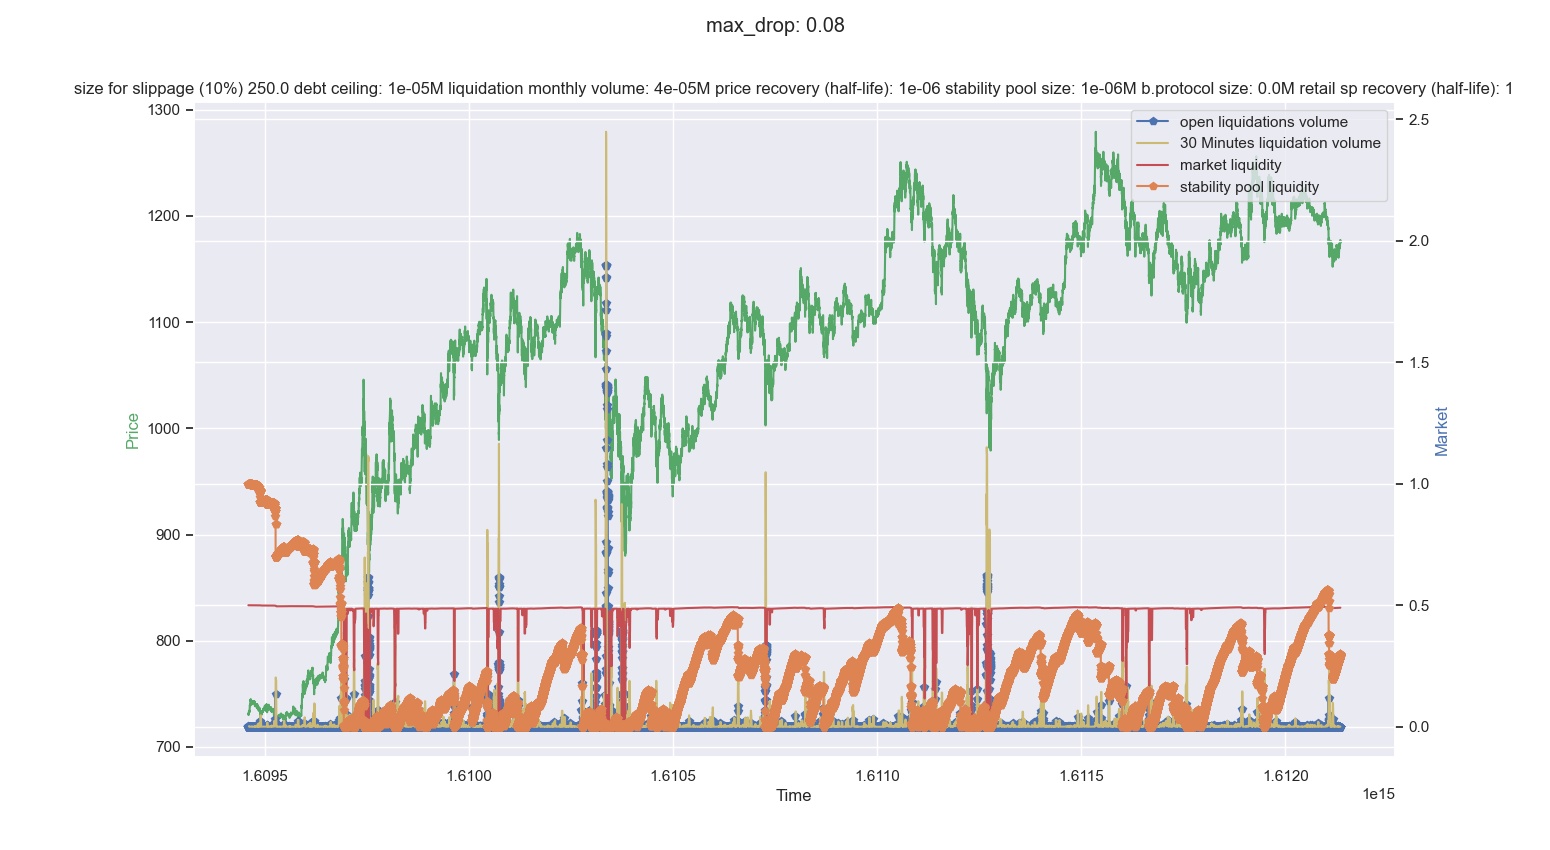 max_drop: 0.08
size for slippage (10%) 250.0 debt ceiling: 1e-05M liquidation monthly volume: 4e-05M price recovery (half-life): 1e-06 stability pool size: 1e-06M b.protocol size: 0.0M retail sp recovery (half-life): 1
open liquidations volume
30 Minutes liquidation volume
market liquidity
stability pool liquidity
1300
1200
1100
1000
900
800
700
Price
2.5
2.0
1.5
1.0
0.5
0.0
Market
1.6095 1.6100 1.6105 1.6110 1.6115 1.6120
1e15
Time